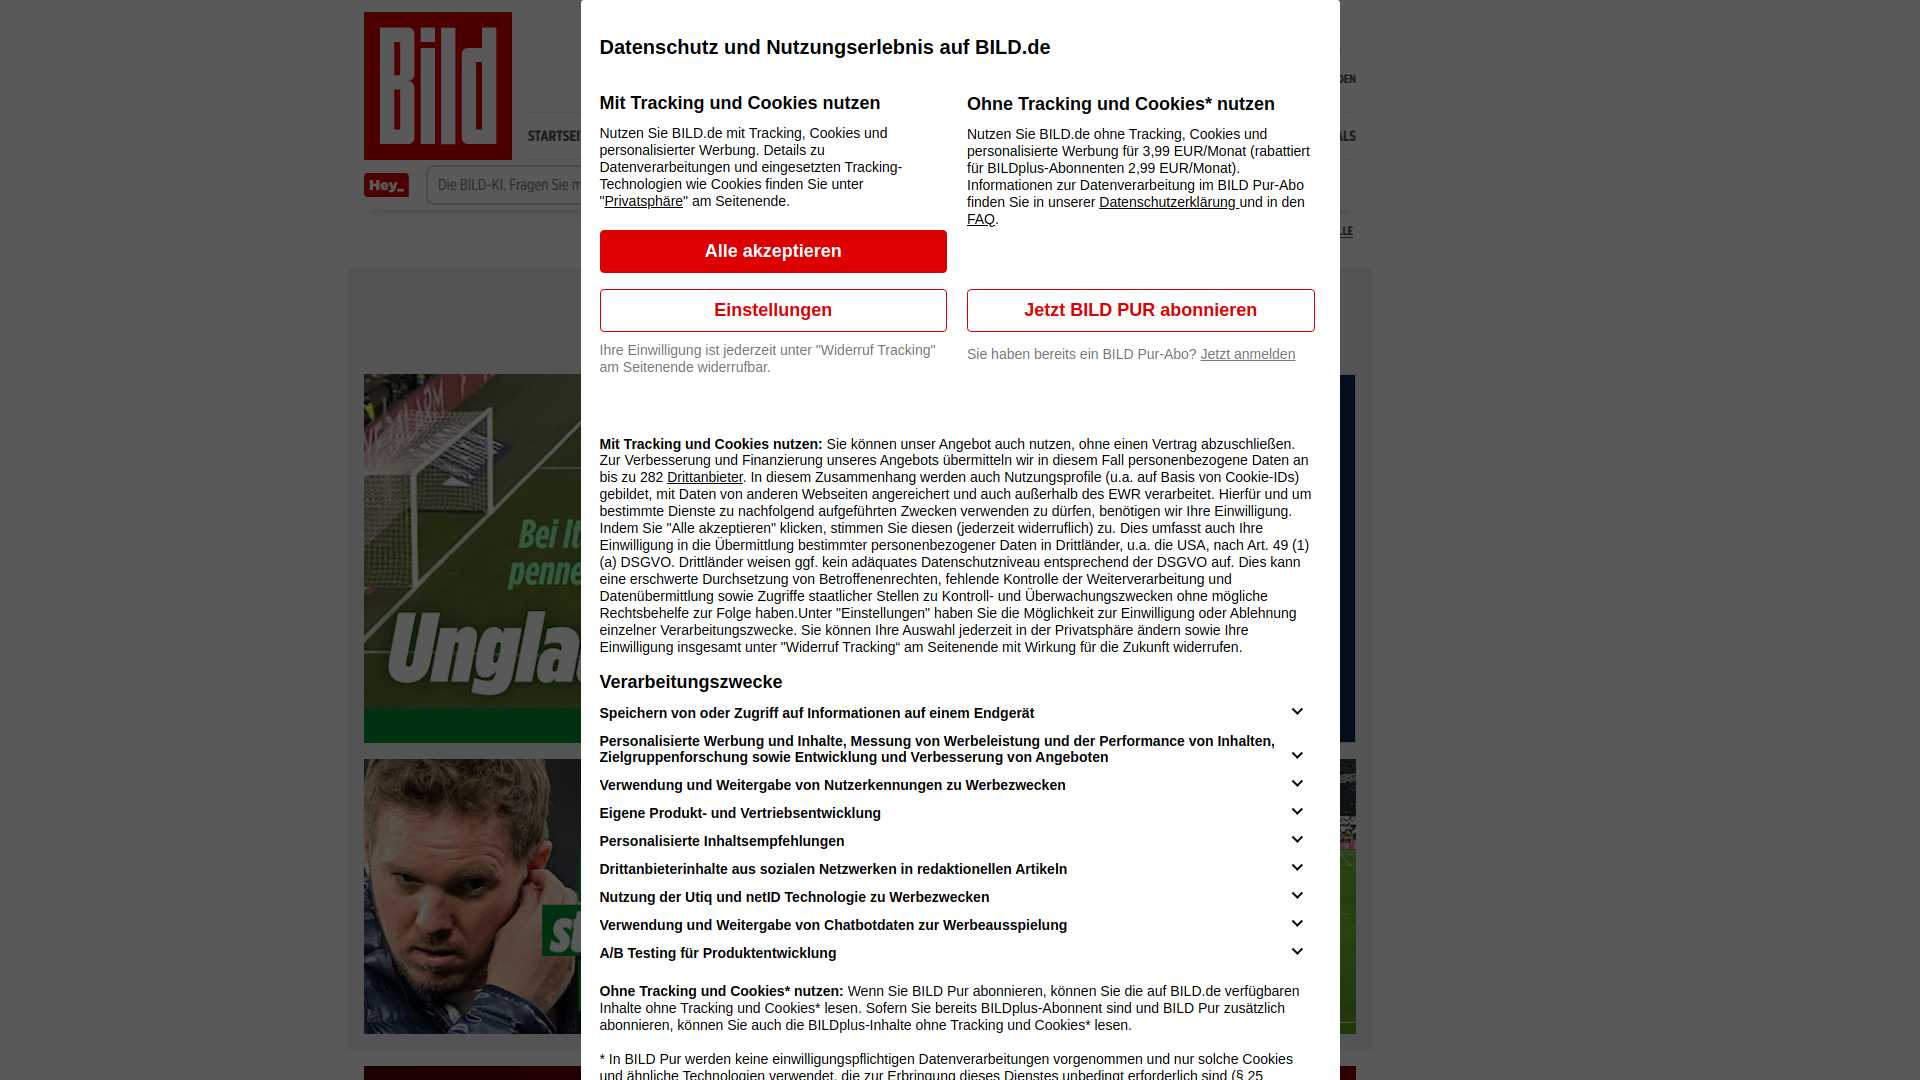 Bild
STARTSEI
Hey_
Die BILD-KI. Fragen Sie m
Bei It
penne
Ungla
st
Datenschutz und Nutzungserlebnis auf BILD.de
Mit Tracking und Cookies nutzen
Nutzen Sie BILD.de mit Tracking, Cookies und
personalisierter Werbung. Details zu
Datenverarbeitungen und eingesetzten Tracking-
Technologien wie Cookies finden Sie unter
"Privatsphäre" am Seitenende.
Alle akzeptieren
Einstellungen
Ihre Einwilligung ist jederzeit unter "Widerruf Tracking"
am Seitenende widerrufbar.
Ohne Tracking und Cookies* nutzen
Nutzen Sie BILD.de ohne Tracking, Cookies und
personalisierte Werbung für 3,99 EUR/Monat (rabattiert
für BILDplus-Abonnenten 2,99 EUR/Monat).
Informationen zur Datenverarbeitung im BILD Pur-Abo
finden Sie in unserer Datenschutzerklärung und in den
FAQ.
Jetzt BILD PUR abonnieren
Sie haben bereits ein BILD Pur-Abo? Jetzt anmelden
Mit Tracking und Cookies nutzen: Sie können unser Angebot auch nutzen, ohne einen Vertrag abzuschließen.
Zur Verbesserung und Finanzierung unseres Angebots übermitteln wir in diesem Fall personenbezogene Daten an
bis zu 282 Drittanbieter. In diesem Zusammenhang werden auch Nutzungsprofile (u.a. auf Basis von Cookie-IDs)
gebildet, mit Daten von anderen Webseiten angereichert und auch außerhalb des EWR verarbeitet. Hierfür und um
bestimmte Dienste zu nachfolgend aufgeführten Zwecken verwenden zu dürfen, benötigen wir Ihre Einwilligung.
Indem Sie "Alle akzeptieren" klicken, stimmen Sie diesen (jederzeit widerruflich) zu. Dies umfasst auch Ihre
Einwilligung in die Übermittlung bestimmter personenbezogener Daten in Drittländer, u.a. die USA, nach Art. 49 (1)
(a) DSGVO. Drittländer weisen ggf. kein adäquates Datenschutzniveau entsprechend der DSGVO auf. Dies kann
eine erschwerte Durchsetzung von Betroffenenrechten, fehlende Kontrolle der Weiterverarbeitung und
Datenübermittlung sowie Zugriffe staatlicher Stellen zu Kontroll- und Überwachungszwecken ohne mögliche
Rechtsbehelfe zur Folge haben.Unter "Einstellungen" haben Sie die Möglichkeit zur Einwilligung oder Ablehnung
einzelner Verarbeitungszwecke. Sie können Ihre Auswahl jederzeit in der Privatsphäre ändern sowie Ihre
Einwilligung insgesamt unter "Widerruf Tracking“ am Seitenende mit Wirkung für die Zukunft widerrufen.
Verarbeitungszwecke
Speichern von oder Zugriff auf Informationen auf einem Endgerät
Personalisierte Werbung und Inhalte, Messung von Werbeleistung und der Performance von Inhalten,
Zielgruppenforschung sowie Entwicklung und Verbesserung von Angeboten
Verwendung und Weitergabe von Nutzerkennungen zu Werbezwecken
Eigene Produkt- und Vertriebsentwicklung
Personalisierte Inhaltsempfehlungen
Drittanbieterinhalte aus sozialen Netzwerken in redaktionellen Artikeln
Nutzung der Utiq und netID Technologie zu Werbezwecken
Verwendung und Weitergabe von Chatbotdaten zur Werbeausspielung
A/B Testing für Produktentwicklung
Ohne Tracking und Cookies* nutzen: Wenn Sie BILD Pur abonnieren, können Sie die auf BILD.de verfügbaren
Inhalte ohne Tracking und Cookies* lesen. Sofern Sie bereits BILDplus-Abonnent sind und BILD Pur zusätzlich
abonnieren, können Sie auch die BILDplus-Inhalte ohne Tracking und Cookies* lesen.
* In BILD Pur werden keine einwilligungspflichtigen Datenverarbeitungen vorgenommen und nur solche Cookies
und ähnliche Technologien verwendet, die zur Erbringung dieses Dienstes unbedingt erforderlich sind (§ 25
DEN
ALS
LLE